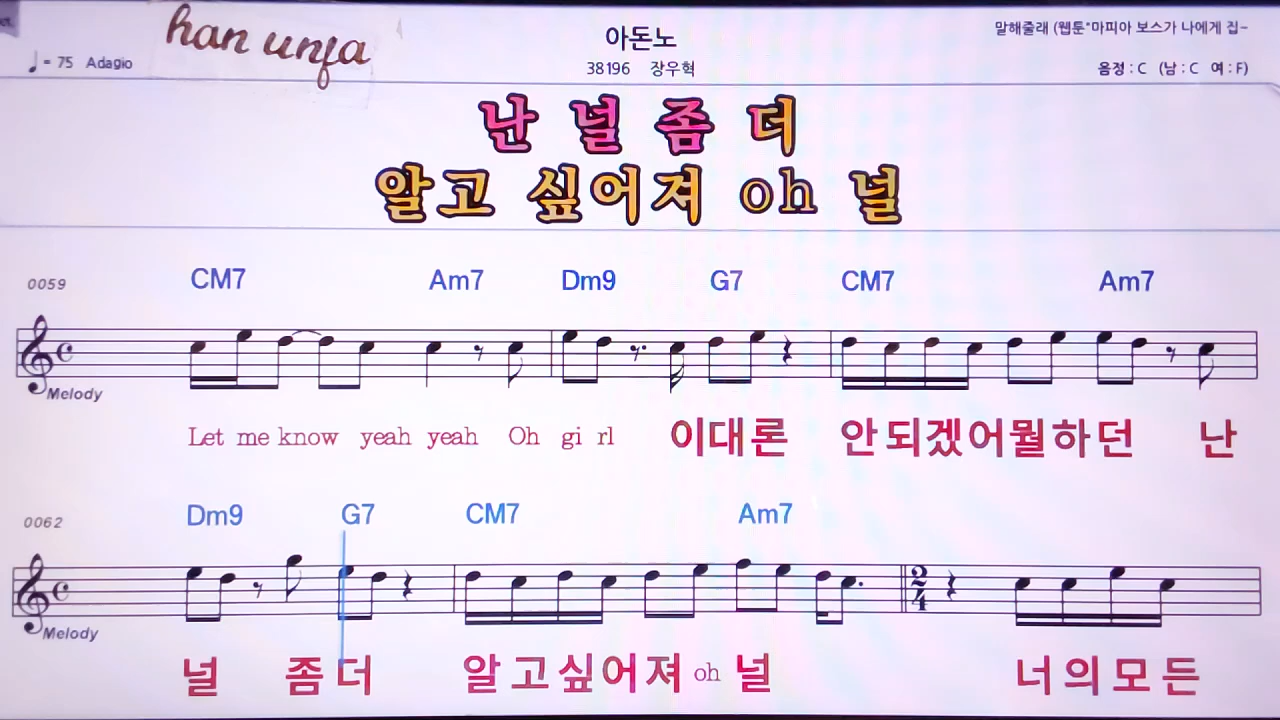 han unfa
아돈노
말해줄래 (웹툰"마피아 보스가 나에게 집~
♩= 75 Adagio
38196 장우혁
음정 : C (남 : C 여 : F)
난 널 좀 더
알고 싶어져 oh 널
0059 CM7 Am7 Dm9 G7 CM7 Am7
Melody
Let me know yeah yeah Oh gi rl 이대론 안되겠어뭘하던 난
0062 Dm9 G7 CM7 Am7
2/4
Melody
널 좀더 알고싶어져 oh 널 너의모든